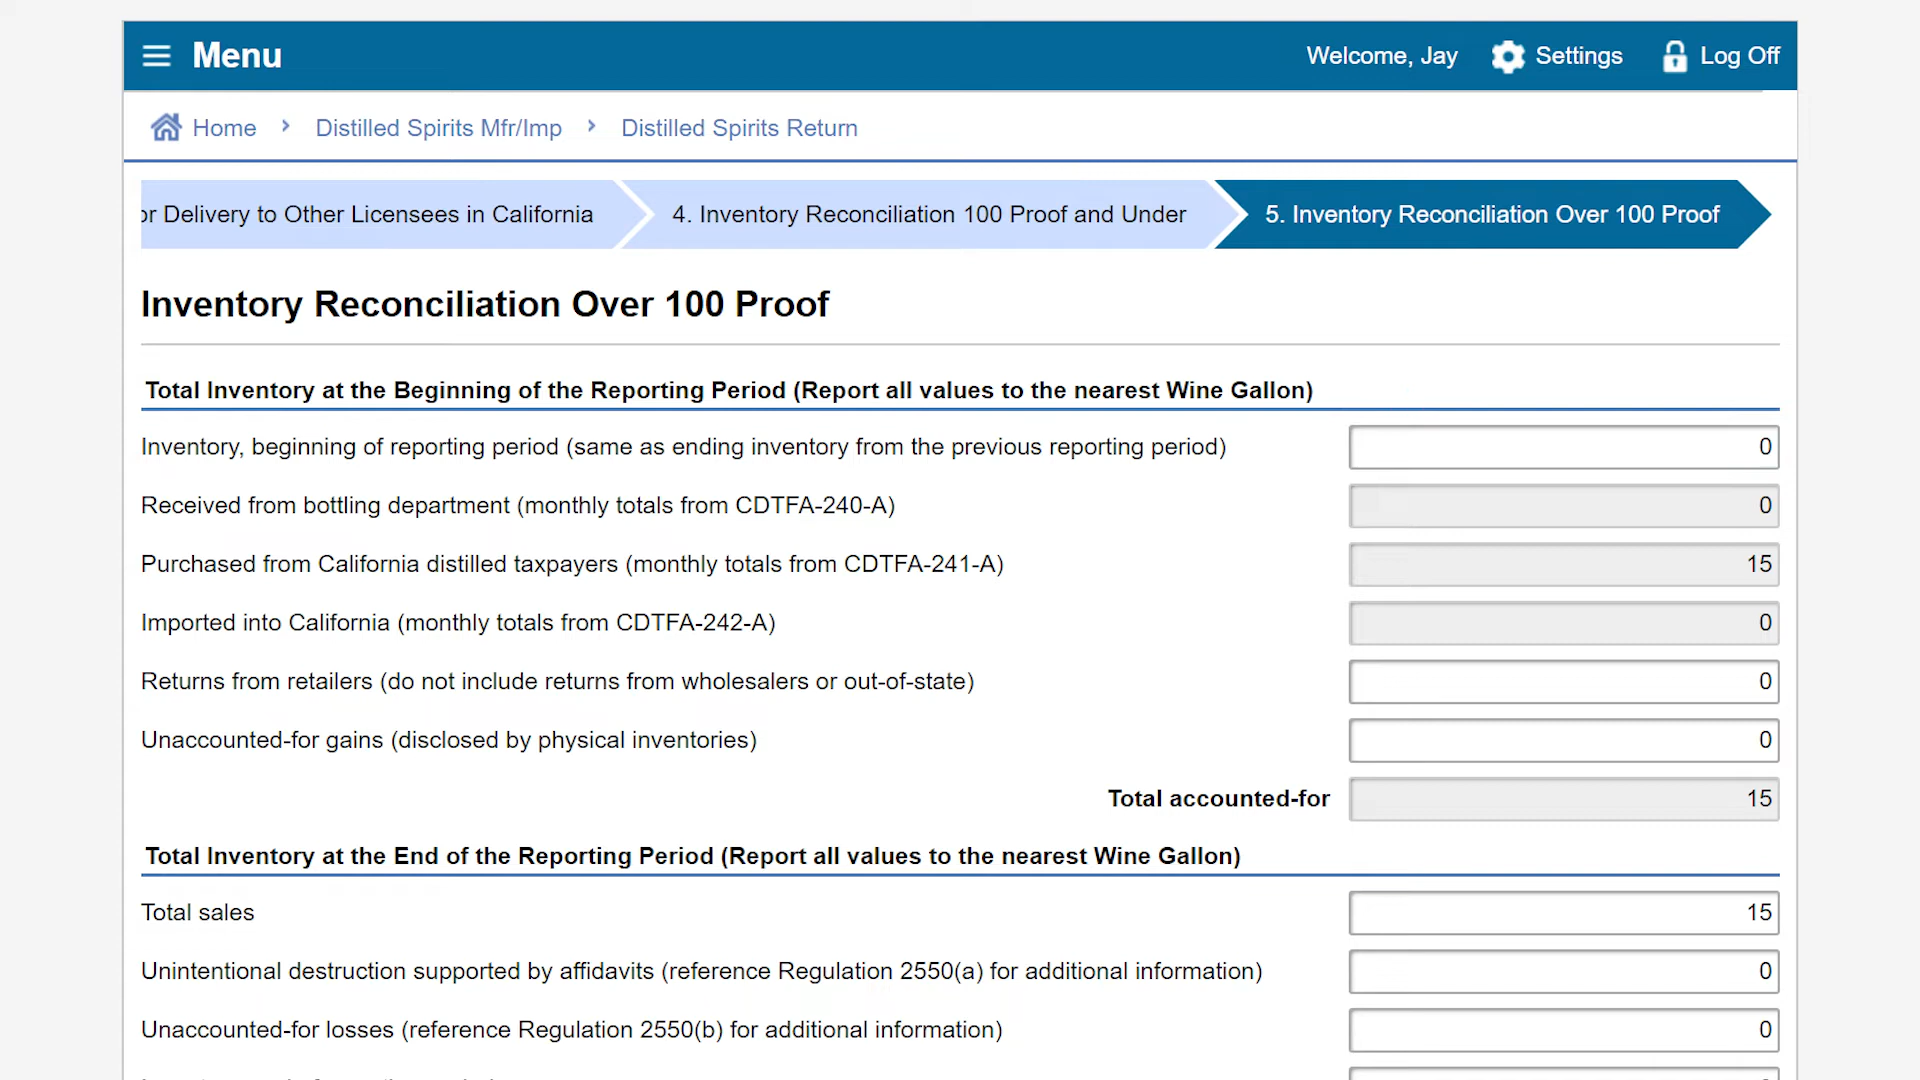 Menu
Welcome, Jay
Settings
Log Off
Home > Distilled Spirits Mfr/Imp > Distilled Spirits Return
or Delivery to Other Licensees in California
4. Inventory Reconciliation 100 Proof and Under
5. Inventory Reconciliation Over 100 Proof
Inventory Reconciliation Over 100 Proof
Total Inventory at the Beginning of the Reporting Period (Report all values to the nearest Wine Gallon)
Inventory, beginning of reporting period (same as ending inventory from the previous reporting period) 0
Received from bottling department (monthly totals from CDTFA-240-A) 0
Purchased from California distilled taxpayers (monthly totals from CDTFA-241-A) 15
Imported into California (monthly totals from CDTFA-242-A) 0
Returns from retailers (do not include returns from wholesalers or out-of-state) 0
Unaccounted-for gains (disclosed by physical inventories) 0
Total accounted-for 15
Total Inventory at the End of the Reporting Period (Report all values to the nearest Wine Gallon)
Total sales 15
Unintentional destruction supported by affidavits (reference Regulation 2550(a) for additional information) 0
Unaccounted-for losses (reference Regulation 2550(b) for additional information) 0